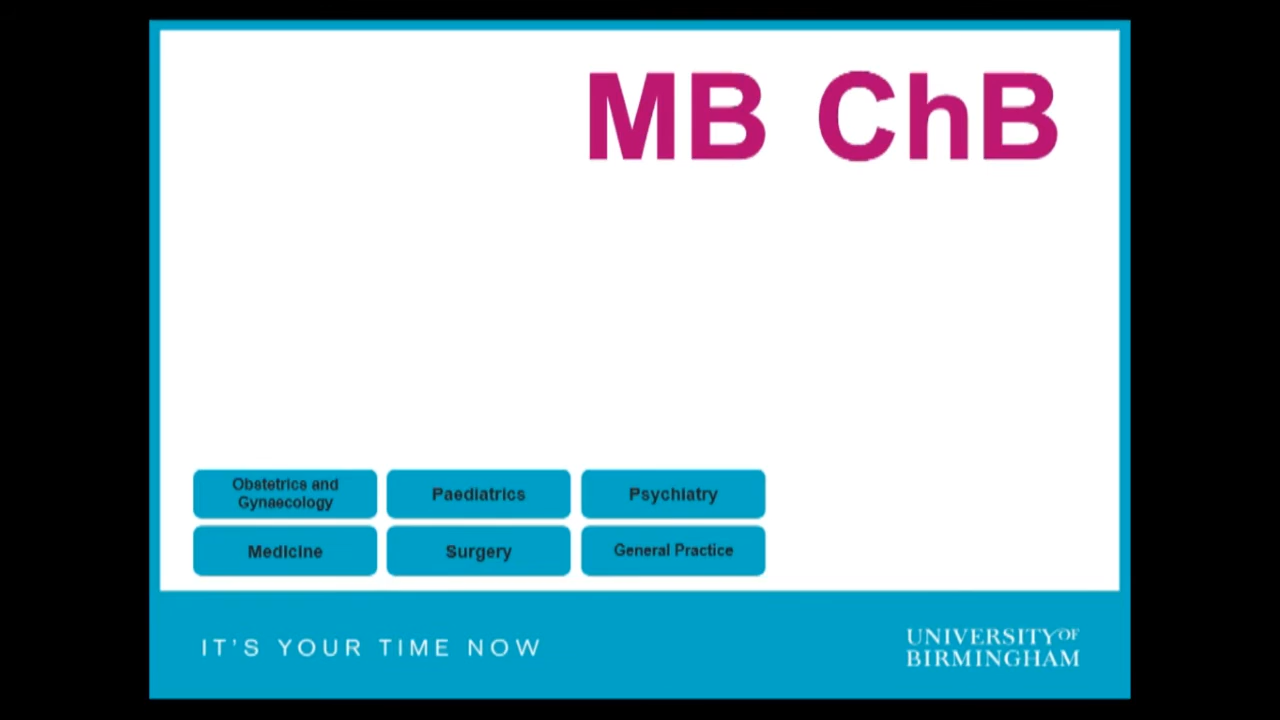 MB ChB
Obstetrics and
Gynaecology
Paediatrics
Psychiatry
Medicine
Surgery
General Practice
IT'S YOUR TIME NOW
UNIVERSITY OF
BIRMINGHAM